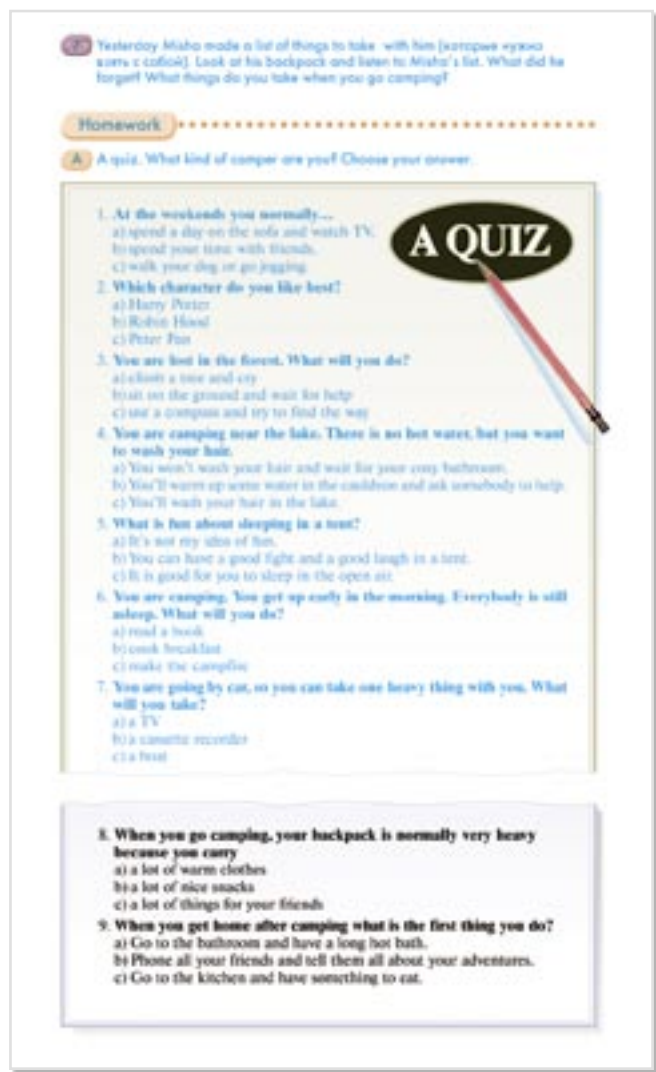 7 Yesterday Misha made a list of things to take with him (которые нужно
взять с собой). Look at his backpack and listen to Misha's list. What did he
forget? What things do you take when you go camping?
Homework
A A quiz. What kind of camper are you? Choose your answer.
A QUIZ
1. At the weekends you normally...
a) spend a day on the sofa and watch TV.
b) spend your time with friends.
c) walk your dog or go jogging
2. Which character do you like best?
a) Harry Potter
b) Robin Hood
c) Peter Pan
3. You are lost in the forest. What will you do?
a) climb a tree and cry
b) sit on the ground and wait for help
c) use a compass and try to find the way
4. You are camping near the lake. There is no hot water, but you want
to wash your hair.
a) You won't wash your hair and wait for your cosy bathroom.
b) You'll warm up some water in the cauldron and ask somebody to help.
c) You'll wash your hair in the lake.
5. What is fun about sleeping in a tent?
a) It's not my idea of fun.
b) You can have a good fight and a good laugh in a tent.
c) It is good for you to sleep in the open air.
6. You are camping. You get up early in the morning. Everybody is still
asleep. What will you do?
a) read a book
b) cook breakfast
c) make the campfire
7. You are going by car, so you can take one heavy thing with you. What
will you take?
a) a TV
b) a cassette recorder
c) a boat
8. When you go camping, your backpack is normally very heavy
because you carry
a) a lot of warm clothes
b) a lot of nice snacks
c) a lot of things for your friends
9. When you get home after camping what is the first thing you do?
a) Go to the bathroom and have a long hot bath.
b) Phone all your friends and tell them all about your adventures.
c) Go to the kitchen and have something to eat.